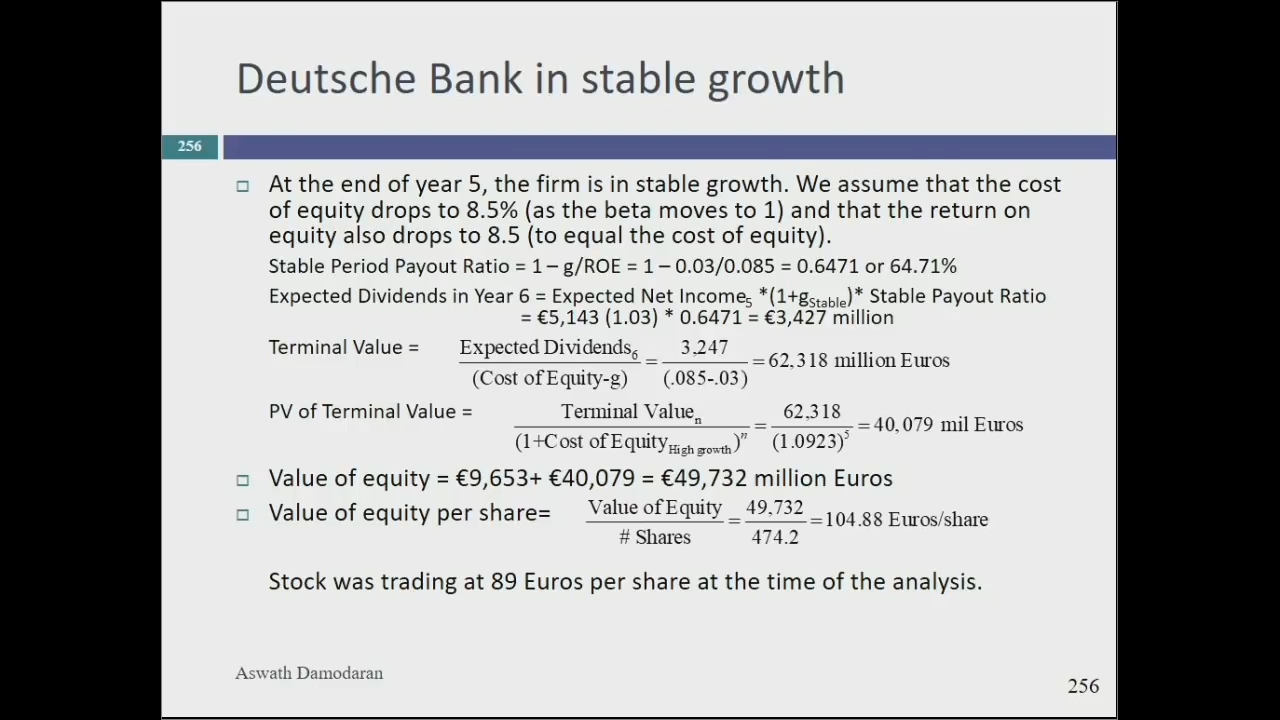 Deutsche Bank in stable growth
256
At the end of year 5, the firm is in stable growth. We assume that the cost
of equity drops to 8.5% (as the beta moves to 1) and that the return on
equity also drops to 8.5 (to equal the cost of equity).
Stable Period Payout Ratio = 1 – g/ROE = 1 – 0.03/0.085 = 0.6471 or 64.71%
Expected Dividends in Year 6 = Expected Net Income5 *(1+gStable)* Stable Payout Ratio
= €5,143 (1.03) * 0.6471 = €3,427 million
Terminal Value = Expected Dividends6 / (Cost of Equity-g) = 3,247 / (.085-.03) = 62,318 million Euros
PV of Terminal Value = Terminal Valuen / (1+Cost of EquityHigh growth)^n = 62,318 / (1.0923)^5 = 40,079 mil Euros
Value of equity = €9,653+ €40,079 = €49,732 million Euros
Value of equity per share= Value of Equity / # Shares = 49,732 / 474.2 = 104.88 Euros/share
Stock was trading at 89 Euros per share at the time of the analysis.
Aswath Damodaran
256